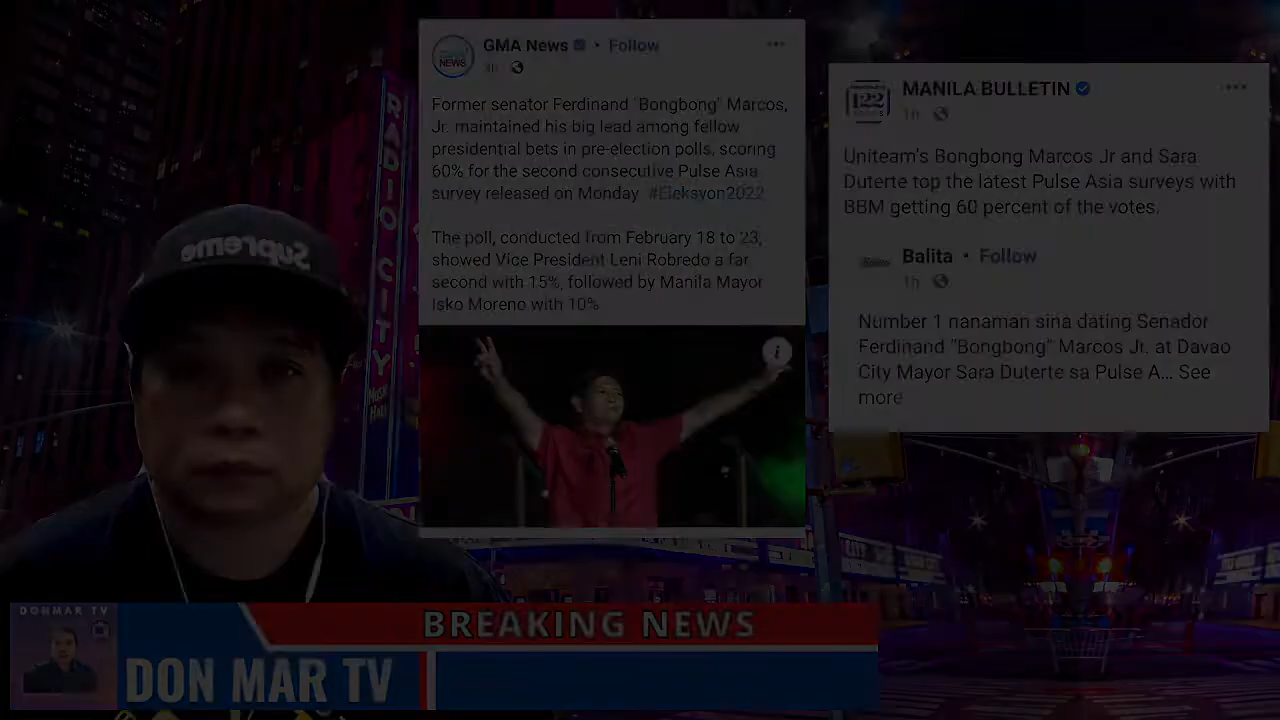 GMA News • Follow
NEWS
Former senator Ferdinand "Bongbong" Marcos,
Jr. maintained his big lead among fellow
presidential bets in pre-election polls, scoring
60% for the second consecutive Pulse Asia
survey released on Monday. #Eleksyon2022
The poll, conducted from February 18 to 23,
showed Vice President Leni Robredo a far
second with 15%, followed by Manila Mayor
Isko Moreno with 10%
MANILA BULLETIN
122
1h
Uniteam's Bongbong Marcos Jr and Sara
Duterte top the latest Pulse Asia surveys with
BBM getting 60 percent of the votes.
Balita • Follow
1h
Number 1 nanaman sina dating Senador
Ferdinand "Bongbong" Marcos Jr. at Davao
City Mayor Sara Duterte sa Pulse A... See
more
RADIO CITY
MUSIC
HALL
Supreme
DONMAR TV
BREAKING NEWS
DON MAR TV